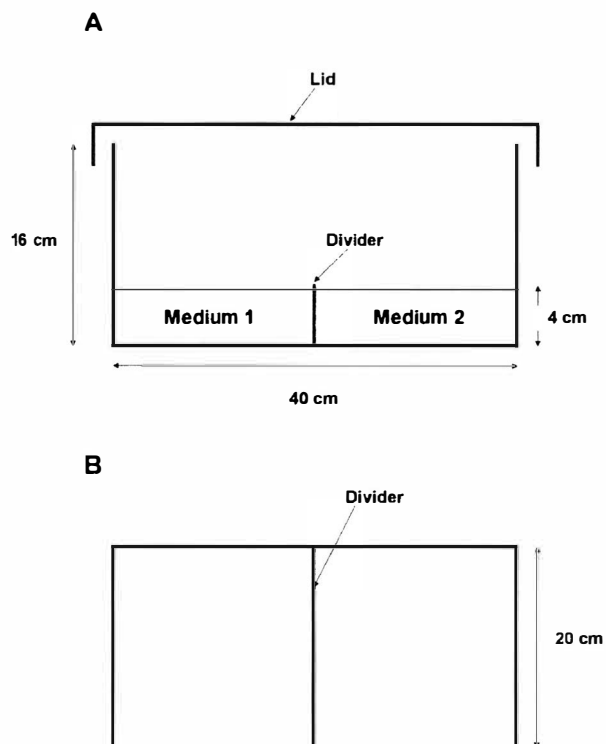 A
Lid
16 cm
Divider
Medium 1
Medium 2
4 cm
40 cm
B
Divider
20 cm